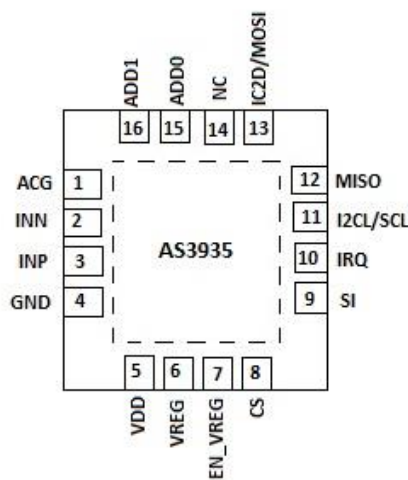 ADD1
ADD0
NC
IC2D/MOSI
16
15
14
13
ACG 1
INN 2
INP 3
GND 4
AS3935
12 MISO
11 I2CL/SCL
10 IRQ
9 SI
5
6
7
8
VDD
VREG
EN_VREG
CS